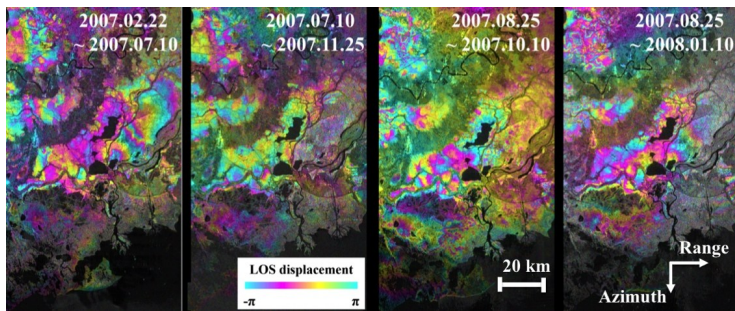 2007.02.22
~ 2007.07.10
2007.07.10
~ 2007.11.25
2007.08.25
~ 2007.10.10
2007.08.25
~ 2008.01.10
LOS displacement
-π
π
20 km
Range
Azimuth